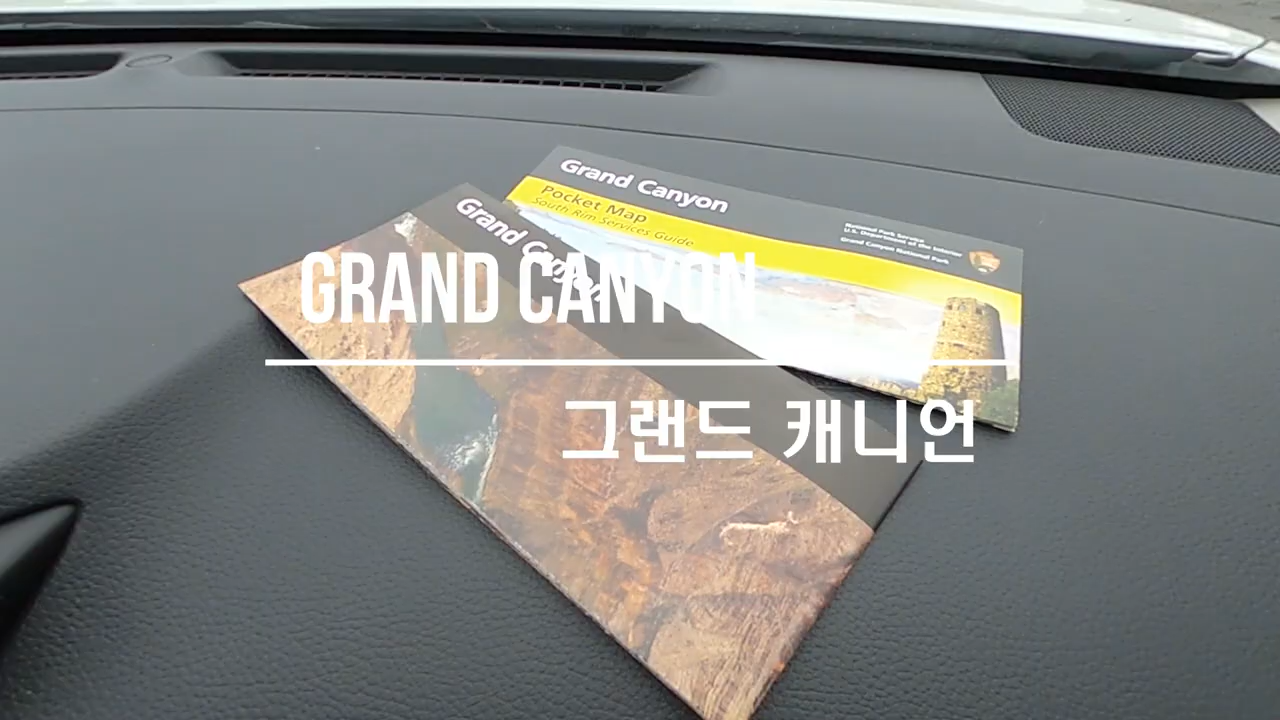 Grand Canyon
Pocket Map
South Rim Services Guide
National Park Service
U.S. Department of the Interior
Grand Canyon National Park
Grand Canyon
GRAND CANYON
그랜드 캐니언